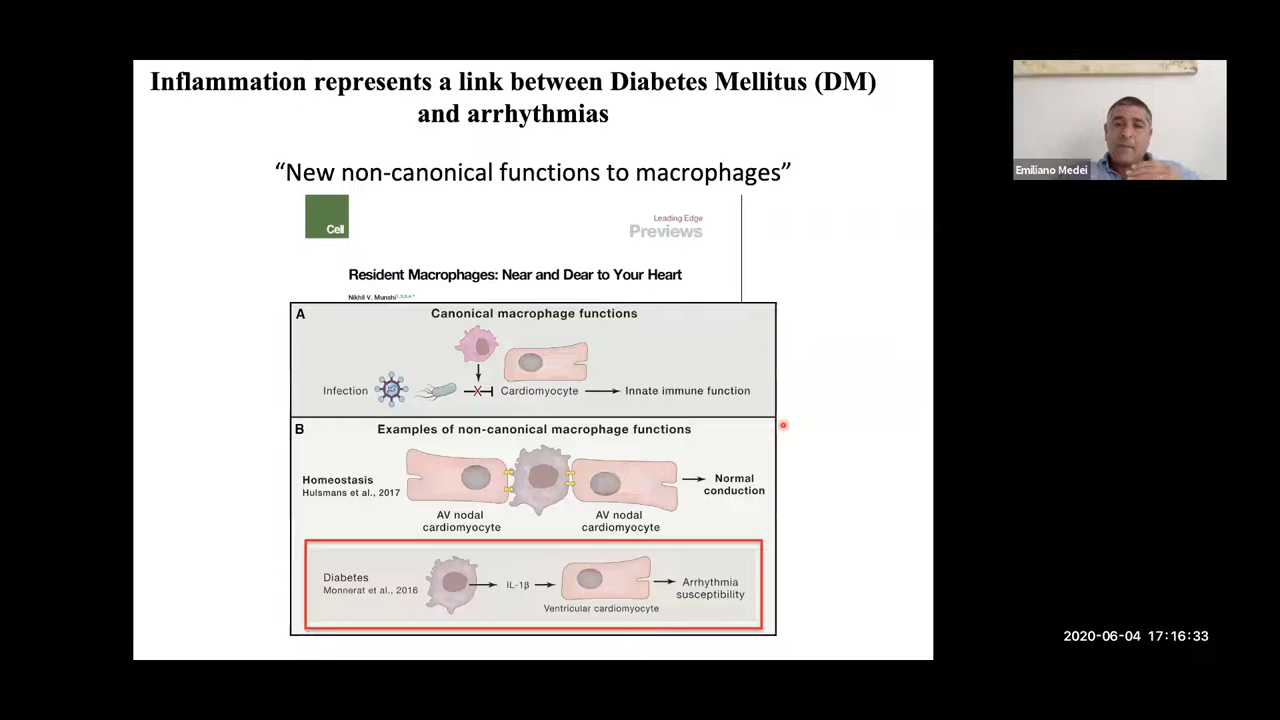 Inflammation represents a link between Diabetes Mellitus (DM)
and arrhythmias
“New non-canonical functions to macrophages”
Cell
Leading Edge
Previews
Resident Macrophages: Near and Dear to Your Heart
Nikhil V. Munshi
A
Canonical macrophage functions
Infection
Cardiomyocyte
Innate immune function
B
Examples of non-canonical macrophage functions
Homeostasis
Hulsmans et al., 2017
AV nodal
cardiomyocyte
AV nodal
cardiomyocyte
Normal
conduction
Diabetes
Monnerat et al., 2016
IL-1β
Ventricular cardiomyocyte
Arrhythmia
susceptibility
Emiliano Medei
2020-06-04 17:16:33